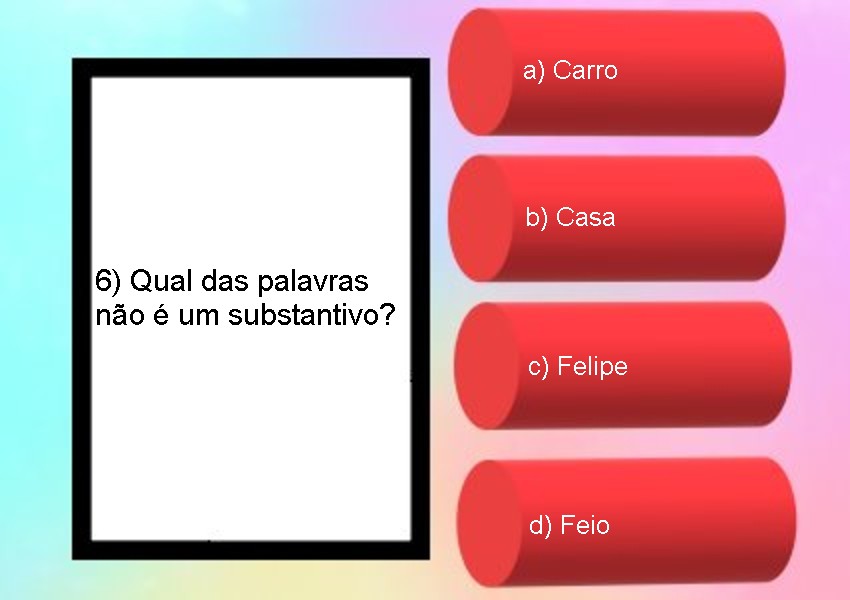 6) Qual das palavras
não é um substantivo?
a) Carro
b) Casa
c) Felipe
d) Feio